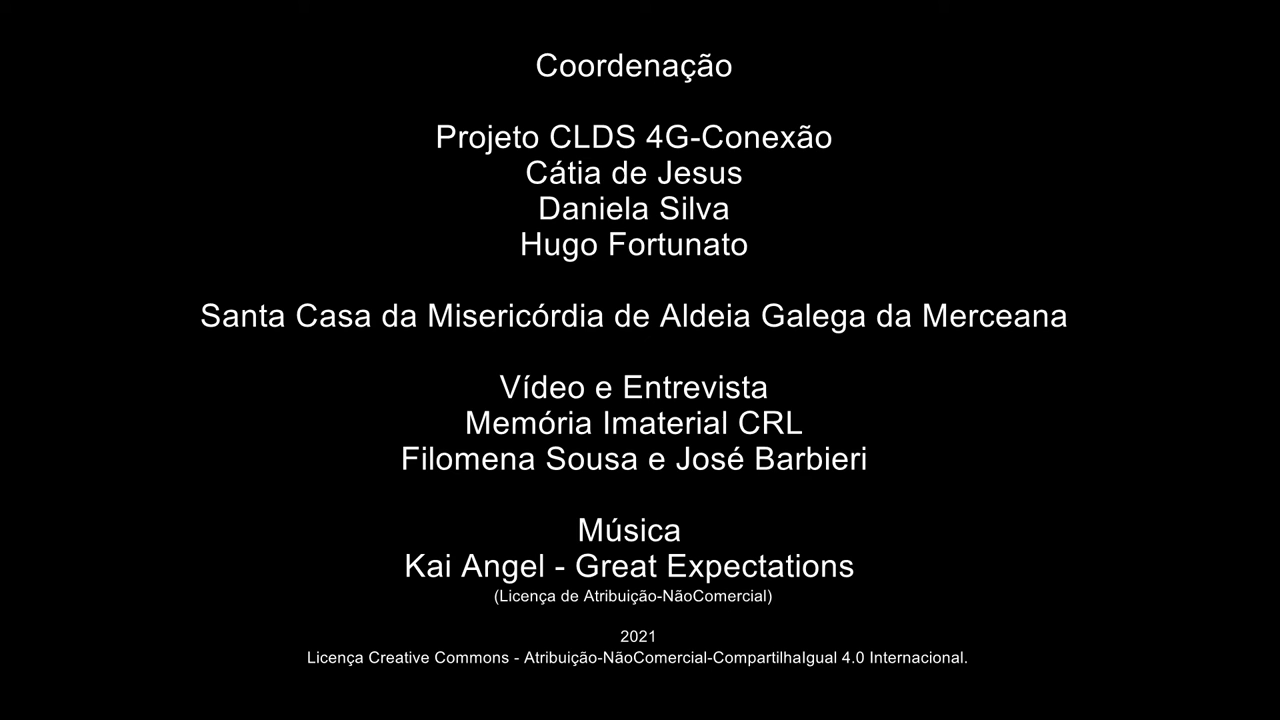 Coordenação
Projeto CLDS 4G-Conexão
Cátia de Jesus
Daniela Silva
Hugo Fortunato
Santa Casa da Misericórdia de Aldeia Galega da Merceana
Vídeo e Entrevista
Memória Imaterial CRL
Filomena Sousa e José Barbieri
Música
Kai Angel - Great Expectations
(Licença de Atribuição-NãoComercial)
2021
Licença Creative Commons - Atribuição-NãoComercial-CompartilhaIgual 4.0 Internacional.